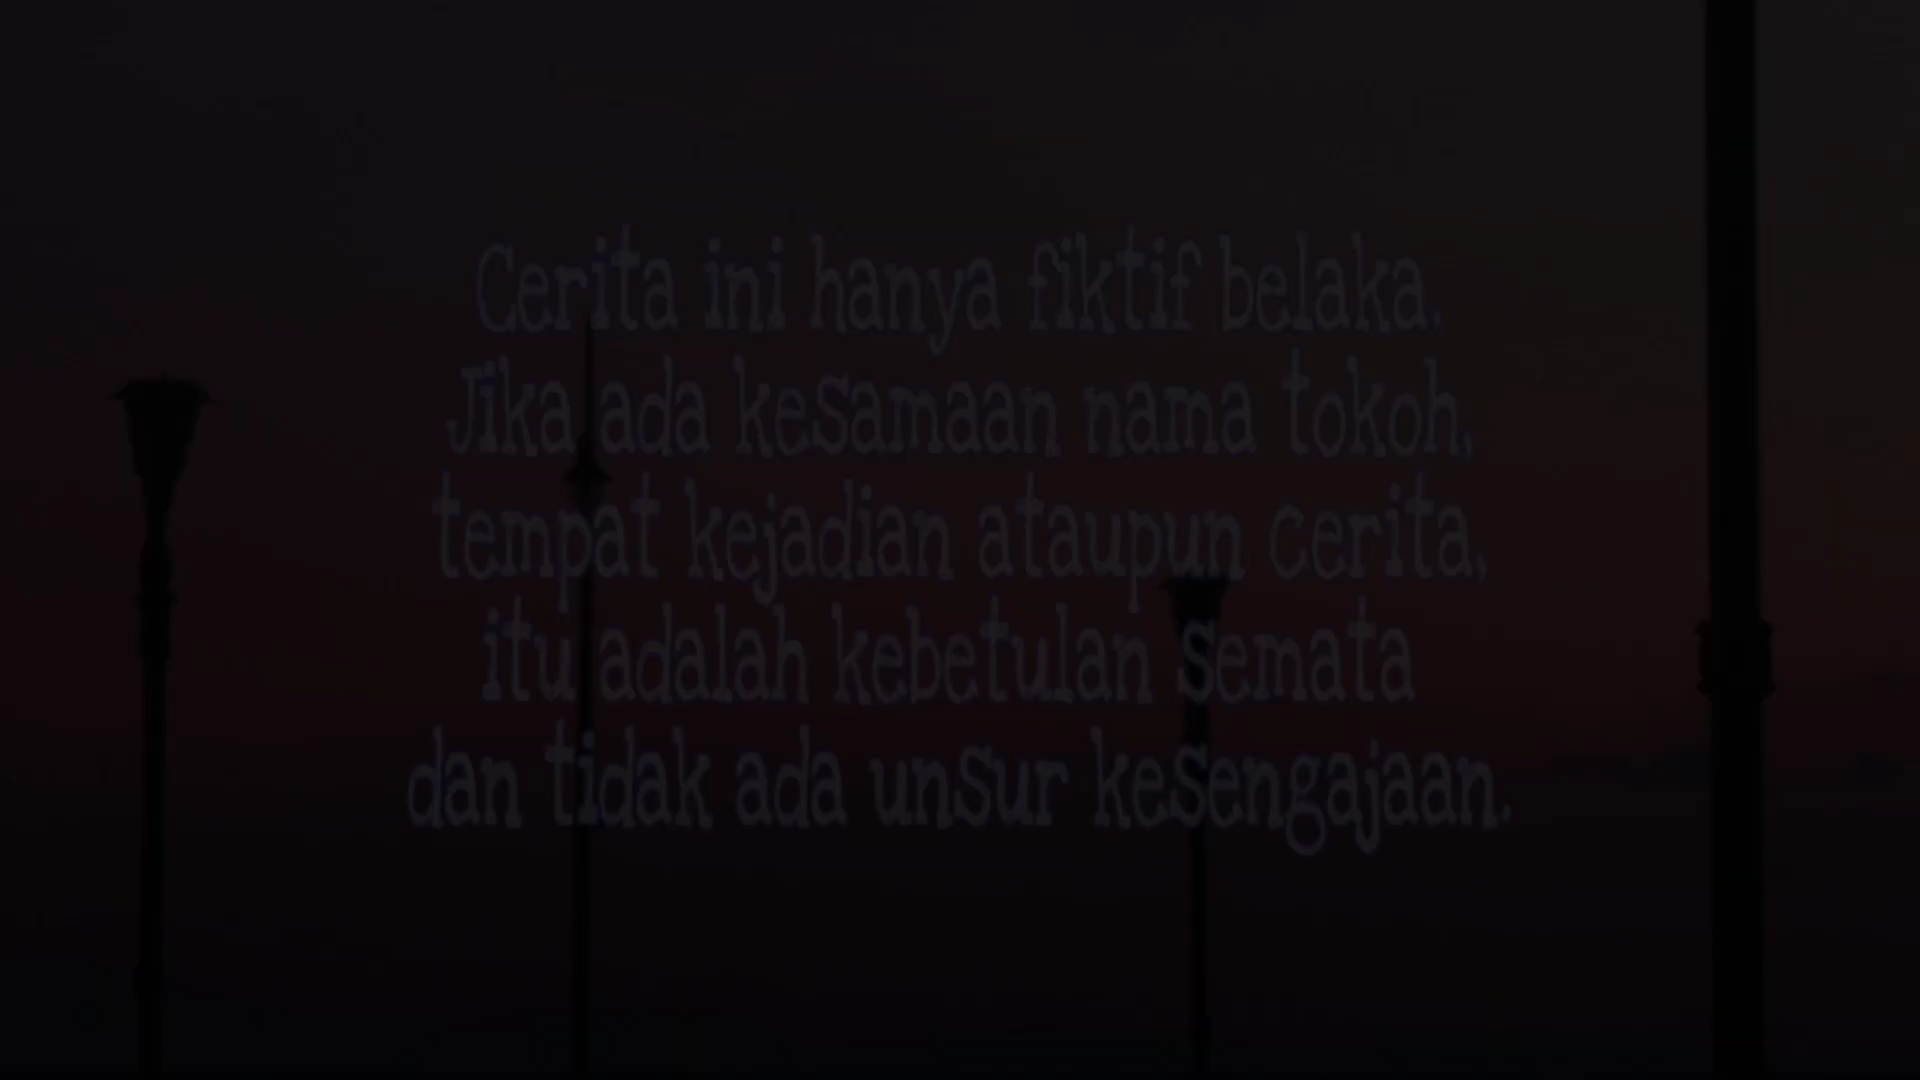 Cerita ini hanya fiktif belaka.
Jika ada kesamaan nama tokoh,
tempat kejadian ataupun cerita,
itu adalah kebetulan semata
dan tidak ada unsur kesengajaan.